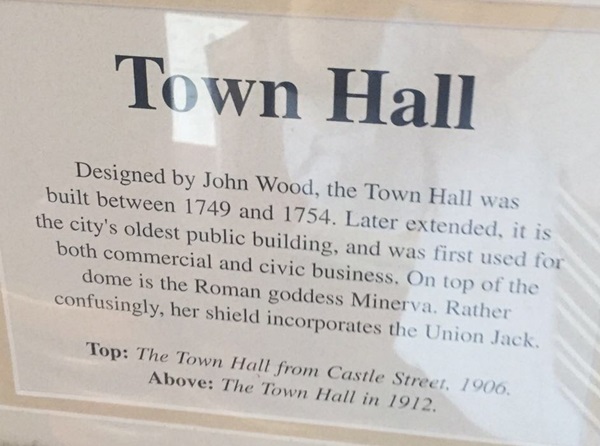 Town Hall
Designed by John Wood, the Town Hall was
built between 1749 and 1754. Later extended, it is
the city's oldest public building, and was first used for
both commercial and civic business. On top of the
dome is the Roman goddess Minerva. Rather
confusingly, her shield incorporates the Union Jack.
Top: The Town Hall from Castle Street, 1906.
Above: The Town Hall in 1912.